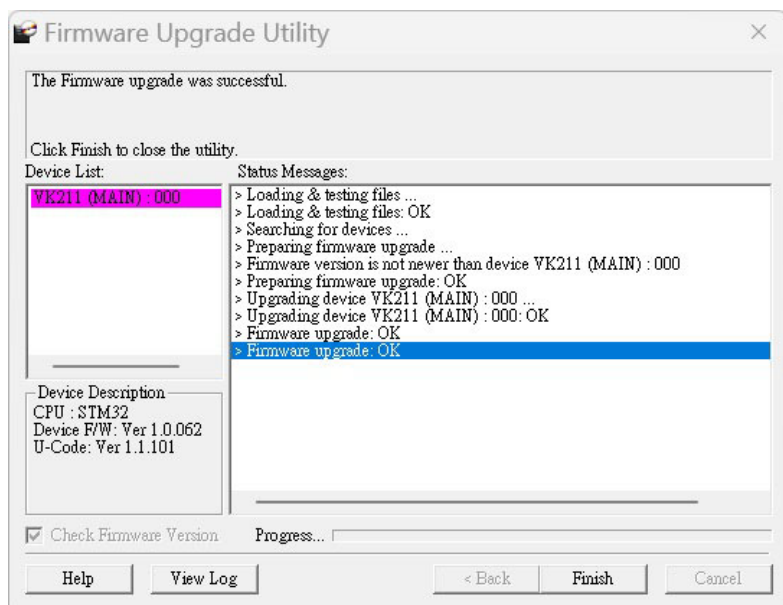 Firmware Upgrade Utility
The Firmware upgrade was successful.
Click Finish to close the utility.
Device List:
VK211 (MAIN) : 000
Device Description
CPU : STM32
Device F/W: Ver 1.0.062
U-Code: Ver 1.1.101
Status Messages:
> Loading & testing files ...
> Loading & testing files: OK
> Searching for devices ...
> Preparing firmware upgrade ...
> Firmware version is not newer than device VK211 (MAIN) : 000
> Preparing firmware upgrade: OK
> Upgrading device VK211 (MAIN) : 000 ...
> Upgrading device VK211 (MAIN) : 000: OK
> Firmware upgrade: OK
> Firmware upgrade: OK
Check Firmware Version
Progress...
Help
View Log
< Back
Finish
Cancel